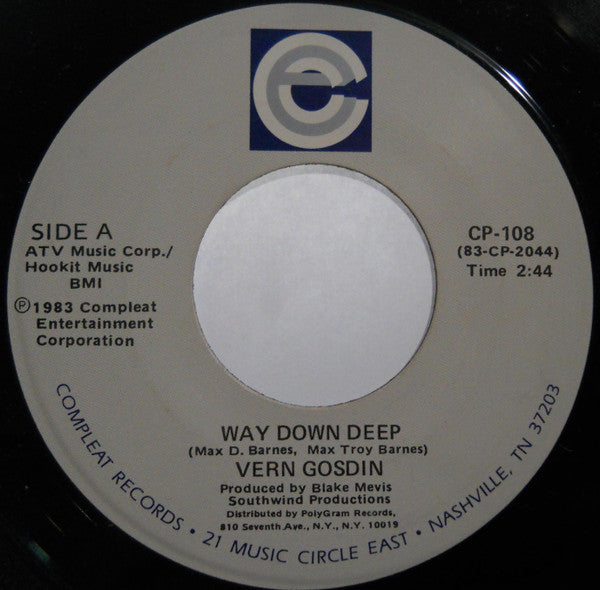 SIDE A
ATV Music Corp./
Hookit Music
BMI
℗1983 Compleat
Entertainment
Corporation
CP-108
(83-CP-2044)
Time 2:44
WAY DOWN DEEP
(Max D. Barnes, Max Troy Barnes)
VERN GOSDIN
Produced by Blake Mevis
Southwind Productions
Distributed by PolyGram Records,
810 Seventh Ave., N.Y., N.Y. 10019
COMPLEAT RECORDS • 21 MUSIC CIRCLE EAST • NASHVILLE, TN 37203